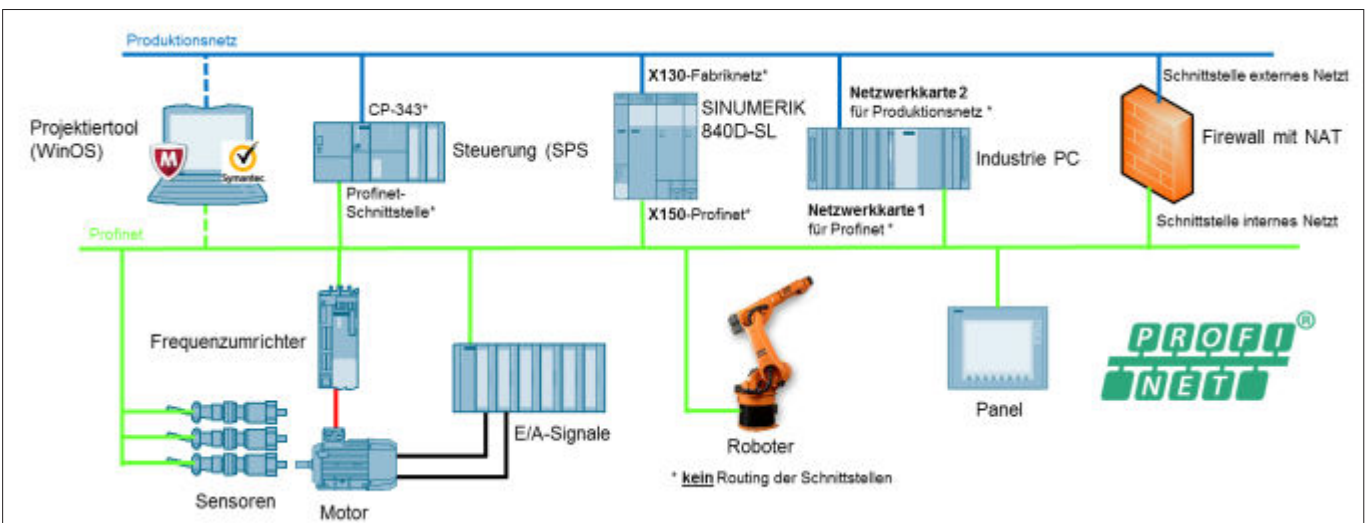 Produktionsnetz
X130-Fabriknetz*
Netzwerkkarte 2
für Produktionsnetz *
Schnittstelle externes Netzt
CP-343*
SINUMERIK
840D-SL
Projektiertool
(WinOS)
Symantec
Steuerung (SPS
Industrie PC
Firewall mit NAT
Profinet-
Schnittstelle*
X150-Profinet*
Netzwerkkarte 1
für Profinet *
Schnittstelle internes Netzt
Profinet
Frequenzumrichter
PROFI
NET
®
Panel
E/A-Signale
Roboter
* kein Routing der Schnittstellen
Sensoren
Motor